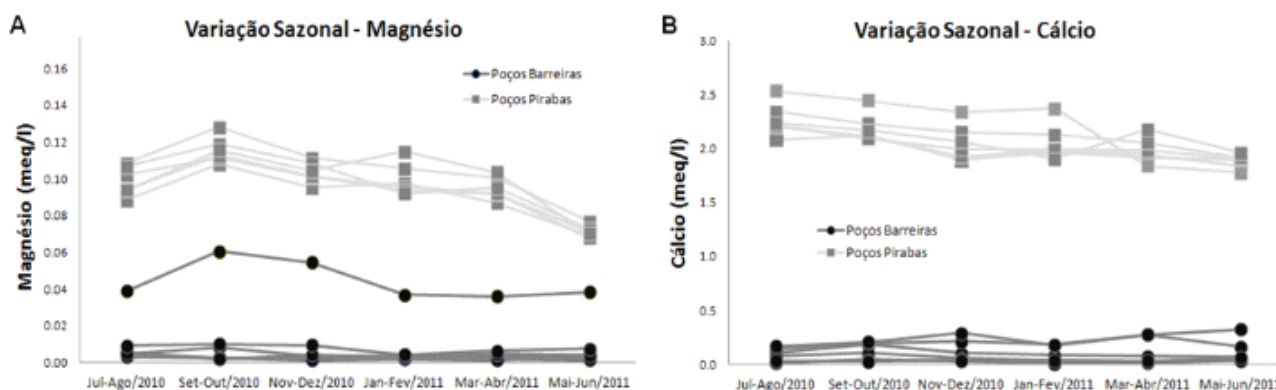 A
Variação Sazonal - Magnésio
Magnésio (meq/l)
0.16
0.14
0.12
0.10
0.08
0.06
0.04
0.02
0.00
Poços Barreiras
Poços Pirabas
Jul-Ago/2010 Set-Out/2010 Nov-Dez/2010 Jan-Fev/2011 Mar-Abr/2011 Mai-Jun/2011
B
Variação Sazonal - Cálcio
Cálcio (meq/l)
3.0
2.5
2.0
1.5
1.0
0.5
0.0
Poços Barreiras
Poços Pirabas
Jul-Ago/2010 Set-Out/2010 Nov-Dez/2010 Jan-Fev/2011 Mar-Abr/2011 Mai-Jun/2011